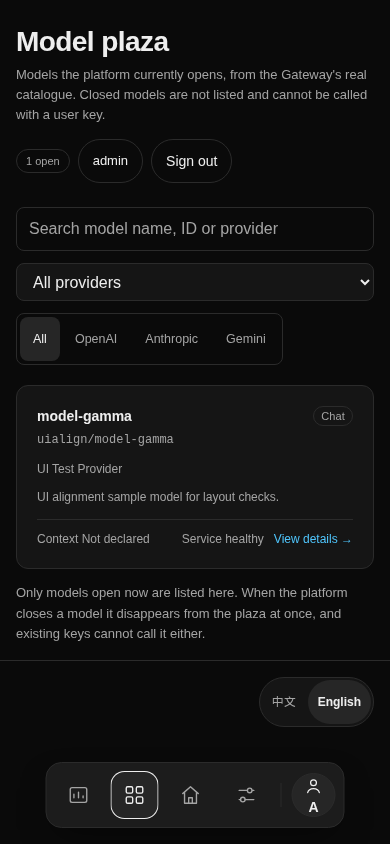 Model plaza
Models the platform currently opens, from the Gateway's real
catalogue. Closed models are not listed and cannot be called
with a user key.
1 open
admin
Sign out
Search model name, ID or provider
All providers
All
OpenAI
Anthropic
Gemini
model-gamma
Chat
uialign/model-gamma
UI Test Provider
UI alignment sample model for layout checks.
Context Not declared
Service healthy
View details →
Only models open now are listed here. When the platform
closes a model it disappears from the plaza at once, and
existing keys cannot call it either.
中文
English
A